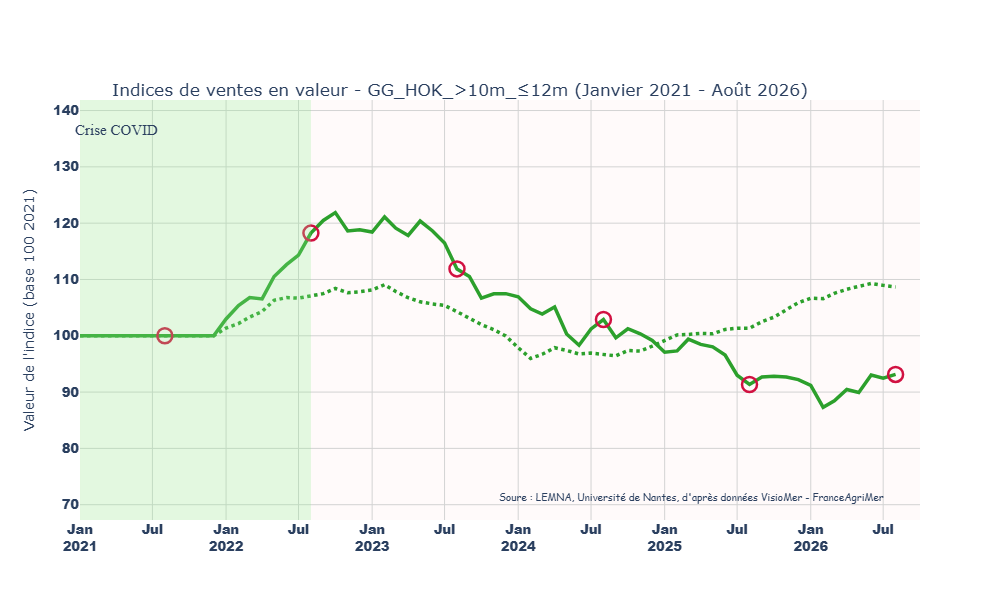 Indices de ventes en valeur - GG_HOK_>10m_≤12m (Janvier 2021 - Août 2026)
Valeur de l'indice (base 100 2021)
140
Crise COVID
130
120
110
100
90
80
70
Soure : LEMNA, Université de Nantes, d'après données VisioMer - FranceAgriMer
Jan Jul Jan Jul Jan Jul Jan Jul Jan Jul Jan Jul
2021 2022 2023 2024 2025 2026